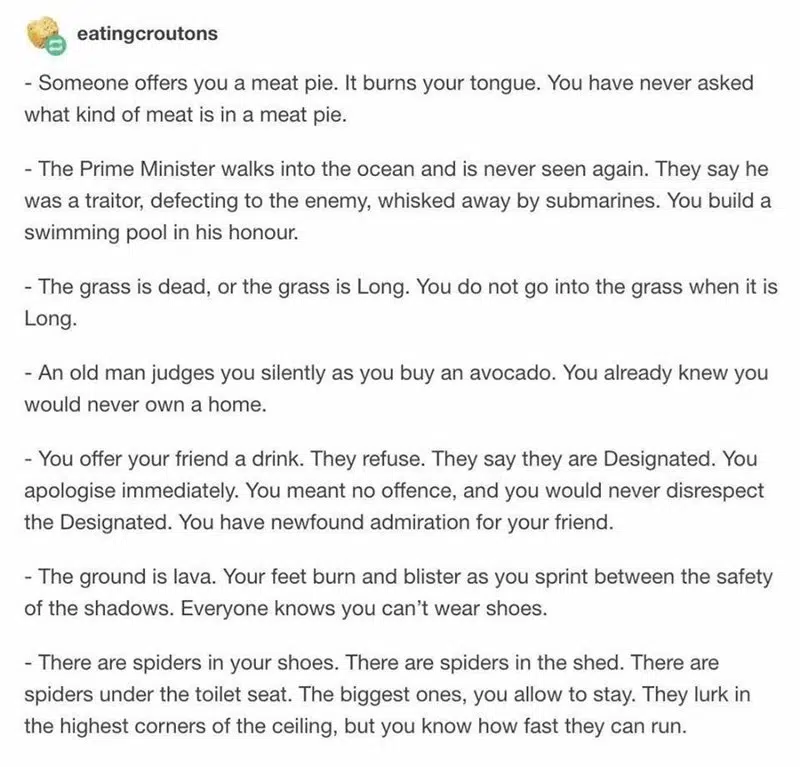 eatingcroutons
- Someone offers you a meat pie. It burns your tongue. You have never asked
what kind of meat is in a meat pie.
- The Prime Minister walks into the ocean and is never seen again. They say he
was a traitor, defecting to the enemy, whisked away by submarines. You build a
swimming pool in his honour.
- The grass is dead, or the grass is Long. You do not go into the grass when it is
Long.
- An old man judges you silently as you buy an avocado. You already knew you
would never own a home.
- You offer your friend a drink. They refuse. They say they are Designated. You
apologise immediately. You meant no offence, and you would never disrespect
the Designated. You have newfound admiration for your friend.
- The ground is lava. Your feet burn and blister as you sprint between the safety
of the shadows. Everyone knows you can’t wear shoes.
- There are spiders in your shoes. There are spiders in the shed. There are
spiders under the toilet seat. The biggest ones, you allow to stay. They lurk in
the highest corners of the ceiling, but you know how fast they can run.